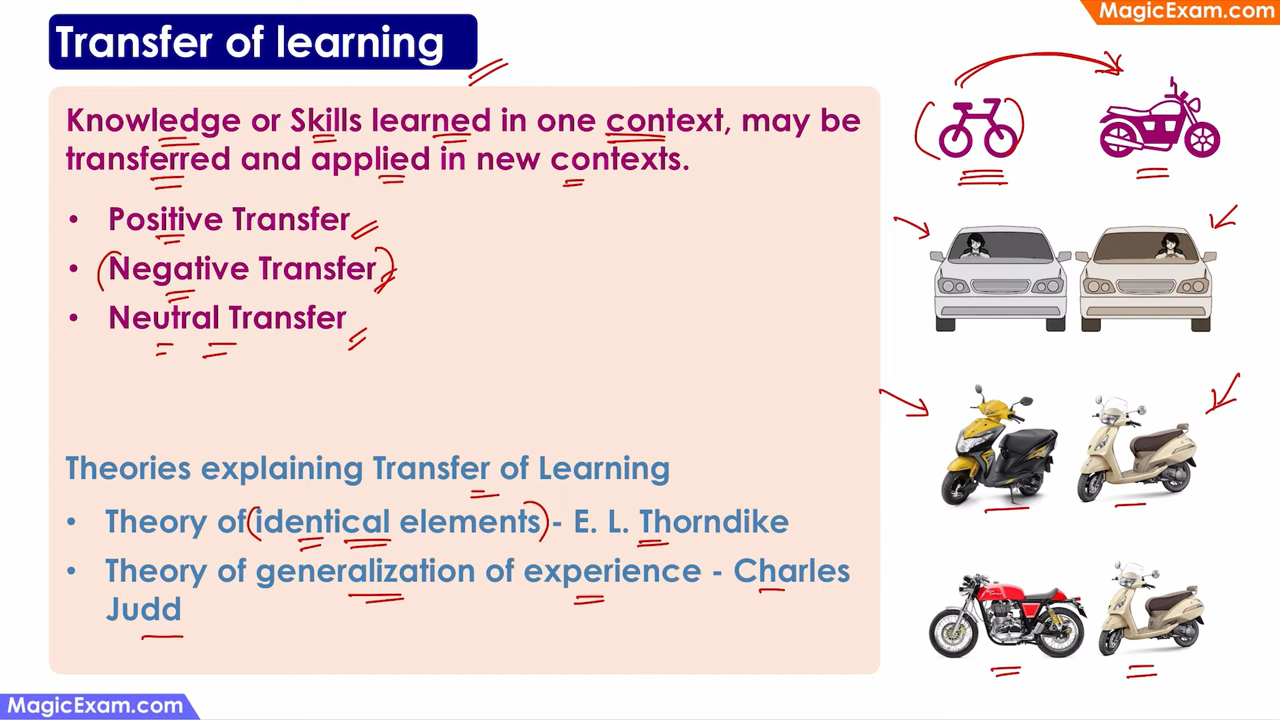 MagicExam.com
Transfer of learning
Knowledge or Skills learned in one context, may be
transferred and applied in new contexts.
• Positive Transfer
• Negative Transfer
• Neutral Transfer
Theories explaining Transfer of Learning
• Theory of identical elements - E. L. Thorndike
• Theory of generalization of experience - Charles
Judd
MagicExam.com